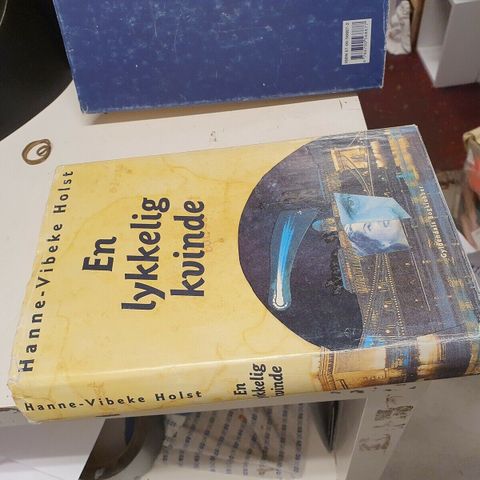 Hanne-Vibeke Holst
En
lykkelig
kvinde
Gyldendals Bogklubber
Hanne-Vibeke Holst
En
lykkelig
kvinde